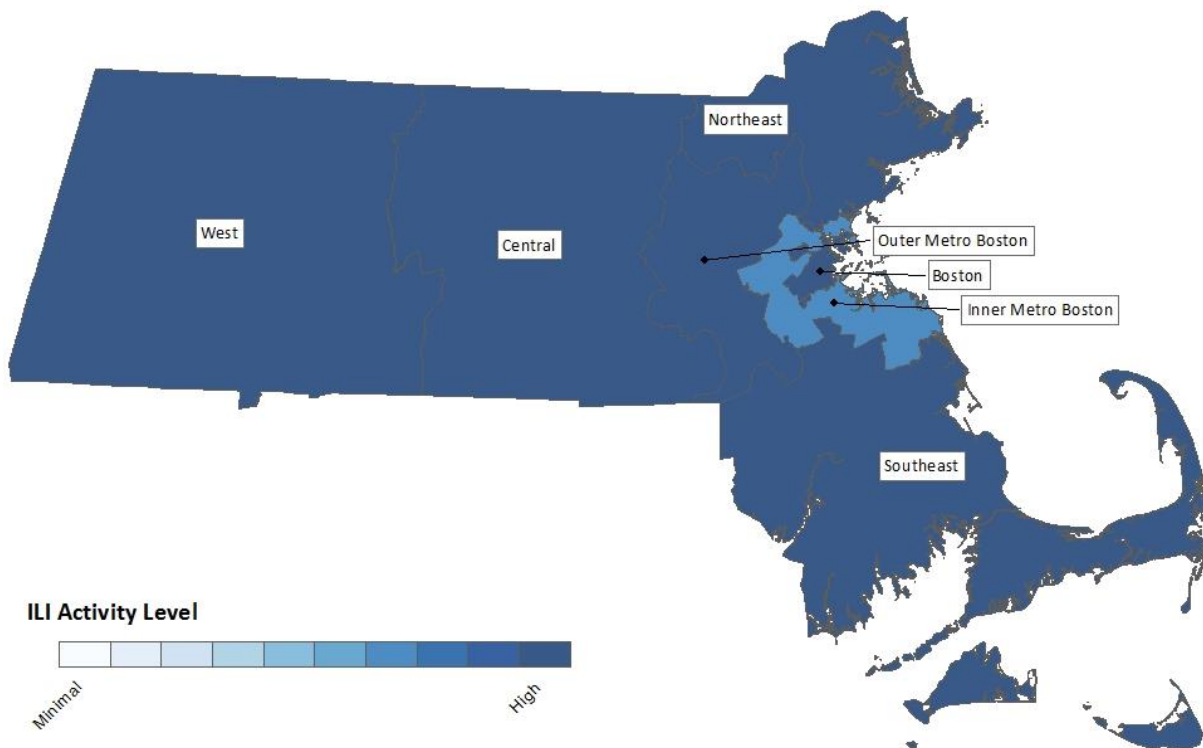 Northeast
West
Central
Outer Metro Boston
Boston
Inner Metro Boston
Southeast
ILI Activity Level
Minimal
High